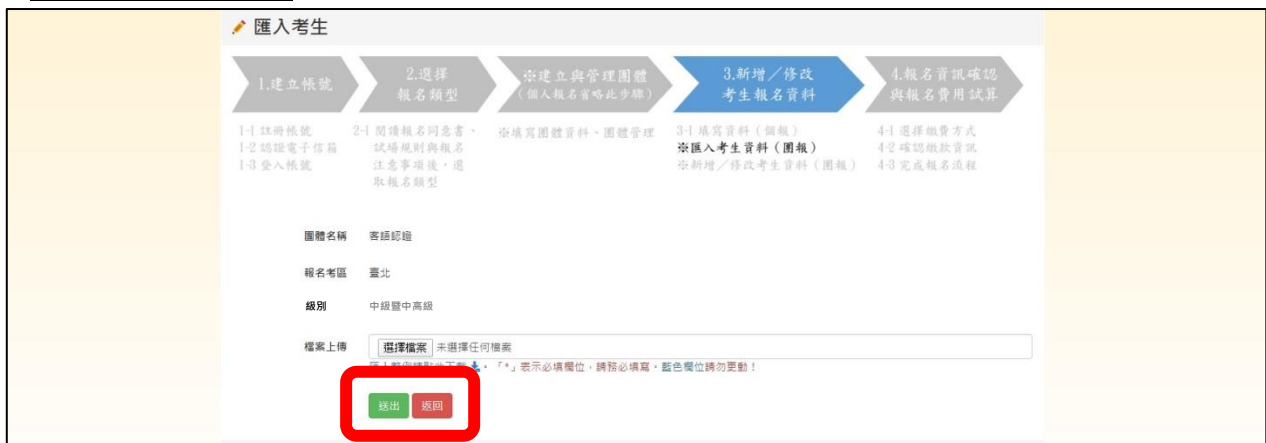 匯入考生
1.建立帳號
2.選擇
報名類型
※建立與管理團體
(個人報名省略此步驟)
3.新增／修改
考生報名資料
4.報名資訊確認
與報名費用試算
1-1 註冊帳號
1-2 認證電子信箱
1-3 登入帳號
2-1 閱讀報名同意書、
試場規則與報名
注意事項後，選
取報名類型
※填寫團體資料、團體管理
3-1 填寫資料（個報）
※匯入考生資料（團報）
※新增／修改考生資料（團報）
4-1 選擇繳費方式
4-2 確認繳款資訊
4-3 完成報名流程
團體名稱 客語認證
報名考區 臺北
級別 中級暨中高級
檔案上傳 選擇檔案 未選擇任何檔案
「*」表示必填欄位，請務必填寫，藍色欄位請勿更動！
送出 返回